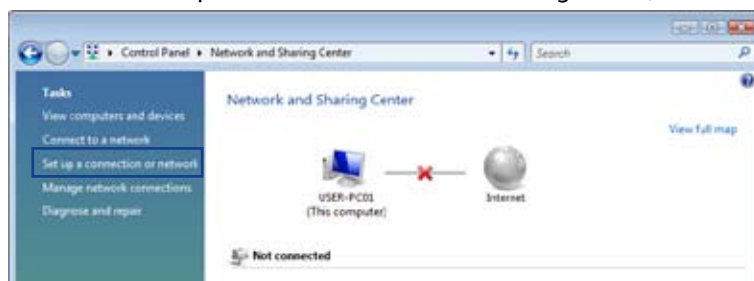 Control Panel ▸ Network and Sharing Center
Search
Tasks
View computers and devices
Connect to a network
Set up a connection or network
Manage network connections
Diagnose and repair
Network and Sharing Center
View full map
USER-PC01
(This computer)
Internet
Not connected